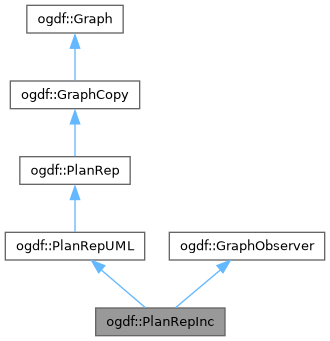 ogdf::Graph
ogdf::GraphCopy
ogdf::PlanRep
ogdf::PlanRepUML
ogdf::GraphObserver
ogdf::PlanRepInc